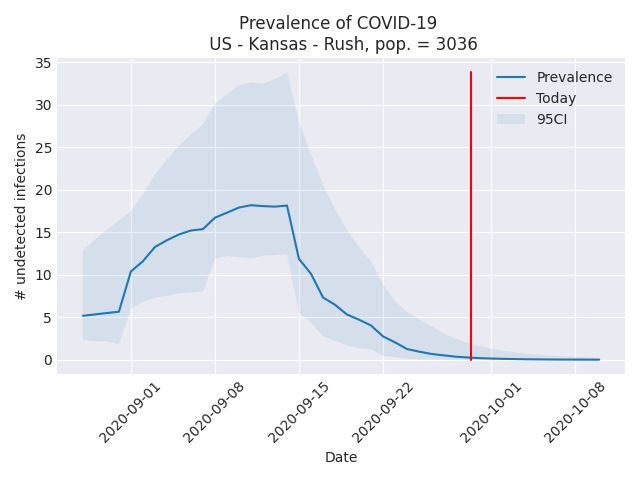 Prevalence of COVID-19
US - Kansas - Rush, pop. = 3036
# undetected infections
35
30
25
20
15
10
5
0
Prevalence
Today
95CI
2020-09-01
2020-09-08
2020-09-15
2020-09-22
2020-10-01
2020-10-08
Date